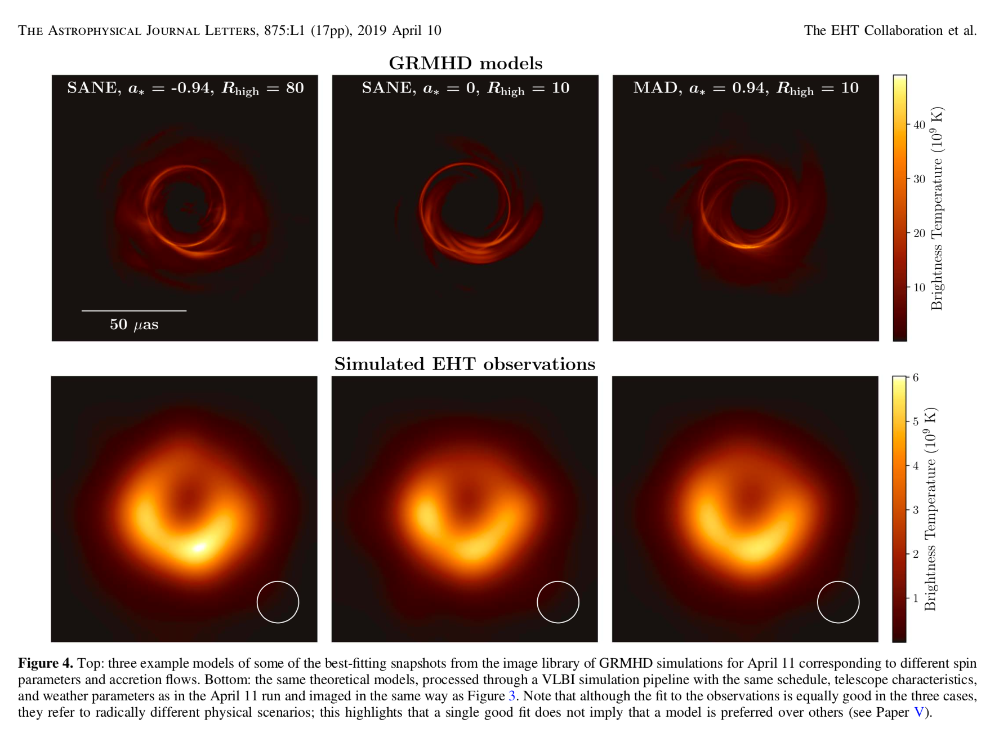 THE ASTROPHYSICAL JOURNAL LETTERS, 875:L1 (17pp), 2019 April 10
The EHT Collaboration et al.
GRMHD models
SANE, a* = -0.94, Rhigh = 80
SANE, a* = 0, Rhigh = 10
MAD, a* = 0.94, Rhigh = 10
50 μas
40
30
20
10
Brightness Temperature (10⁹ K)
Simulated EHT observations
6
5
4
3
2
1
Brightness Temperature (10⁹ K)
Figure 4. Top: three example models of some of the best-fitting snapshots from the image library of GRMHD simulations for April 11 corresponding to different spin
parameters and accretion flows. Bottom: the same theoretical models, processed through a VLBI simulation pipeline with the same schedule, telescope characteristics,
and weather parameters as in the April 11 run and imaged in the same way as Figure 3. Note that although the fit to the observations is equally good in the three cases,
they refer to radically different physical scenarios; this highlights that a single good fit does not imply that a model is preferred over others (see Paper V).